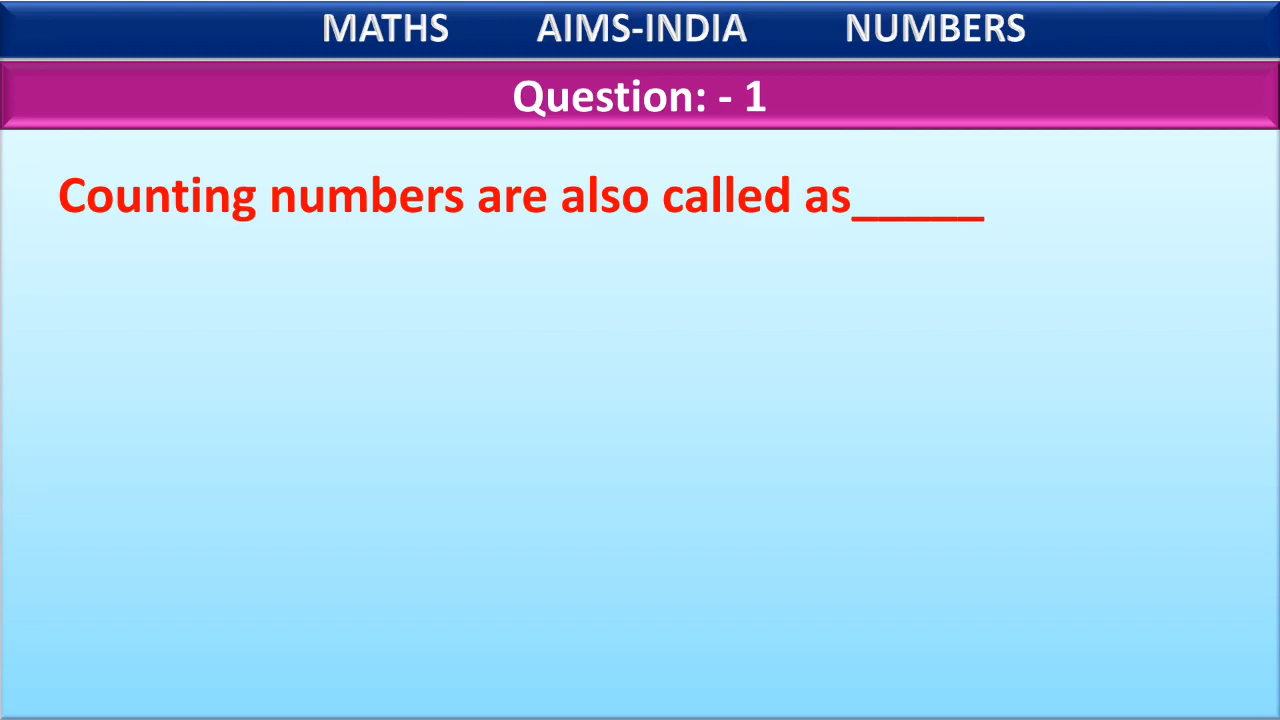 MATHS AIMS-INDIA NUMBERS
Question: - 1
Counting numbers are also called as_____